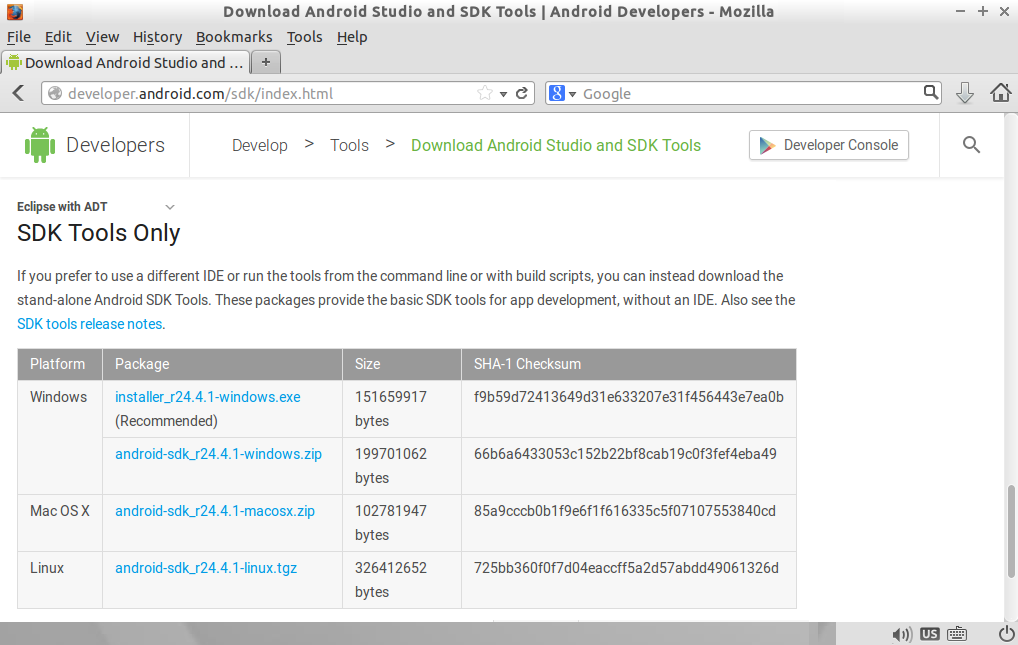 Download Android Studio and SDK Tools | Android Developers - Mozilla
File Edit View History Bookmarks Tools Help
Download Android Studio and ...
developer.android.com/sdk/index.html
Google
Developers
Develop > Tools > Download Android Studio and SDK Tools
Developer Console
Eclipse with ADT
SDK Tools Only
If you prefer to use a different IDE or run the tools from the command line or with build scripts, you can instead download the
stand-alone Android SDK Tools. These packages provide the basic SDK tools for app development, without an IDE. Also see the
SDK tools release notes.
Platform Package Size SHA-1 Checksum
Windows installer_r24.4.1-windows.exe 151659917 f9b59d72413649d31e633207e31f456443e7ea0b
(Recommended) bytes
android-sdk_r24.4.1-windows.zip 199701062 66b6a6433053c152b22bf8cab19c0f3fef4eba49
bytes
Mac OS X android-sdk_r24.4.1-macosx.zip 102781947 85a9cccb0b1f9e6f1f616335c5f07107553840cd
bytes
Linux android-sdk_r24.4.1-linux.tgz 326412652 725bb360f0f7d04eaccff5a2d57abdd49061326d
bytes
US